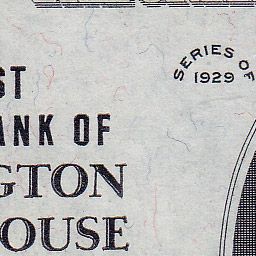 ST
SERIES OF
1929
ANK OF
GTON
OUSE